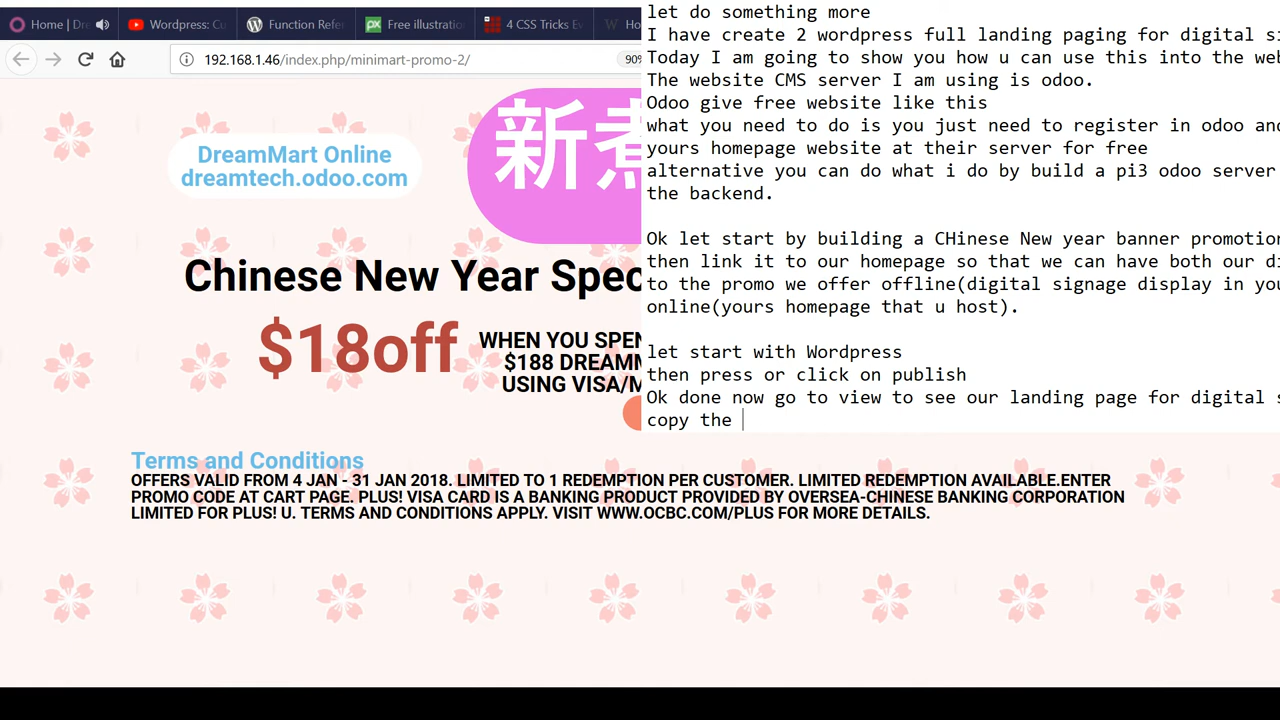 Home | Dre
Wordpress: Cu
Function Refe
Free illustratio
4 CSS Tricks Ev
H
192.168.1.46/index.php/minimart-promo-2/
90%
DreamMart Online
dreamtech.odoo.com
新
Chinese New Year Spec
$18off
WHEN YOU SPEN
$188 DREAMM
USING VISA/M
Terms and Conditions
OFFERS VALID FROM 4 JAN - 31 JAN 2018. LIMITED TO 1 REDEMPTION PER CUSTOMER. LIMITED REDEMPTION AVAILABLE.ENTER
PROMO CODE AT CART PAGE. PLUS! VISA CARD IS A BANKING PRODUCT PROVIDED BY OVERSEA-CHINESE BANKING CORPORATION
LIMITED FOR PLUS! U. TERMS AND CONDITIONS APPLY. VISIT WWW.OCBC.COM/PLUS FOR MORE DETAILS.
let do something more
I have create 2 wordpress full landing paging for digital si
Today I am going to show you how u can use this into the web
The website CMS server I am using is odoo.
Odoo give free website like this
what you need to do is you just need to register in odoo and
yours homepage website at their server for free
alternative you can do what i do by build a pi3 odoo server
the backend.
Ok let start by building a CHinese New year banner promotion
then link it to our homepage so that we can have both our di
to the promo we offer offline(digital signage display in you
online(yours homepage that u host).
let start with Wordpress
then press or click on publish
Ok done now go to view to see our landing page for digital s
copy the